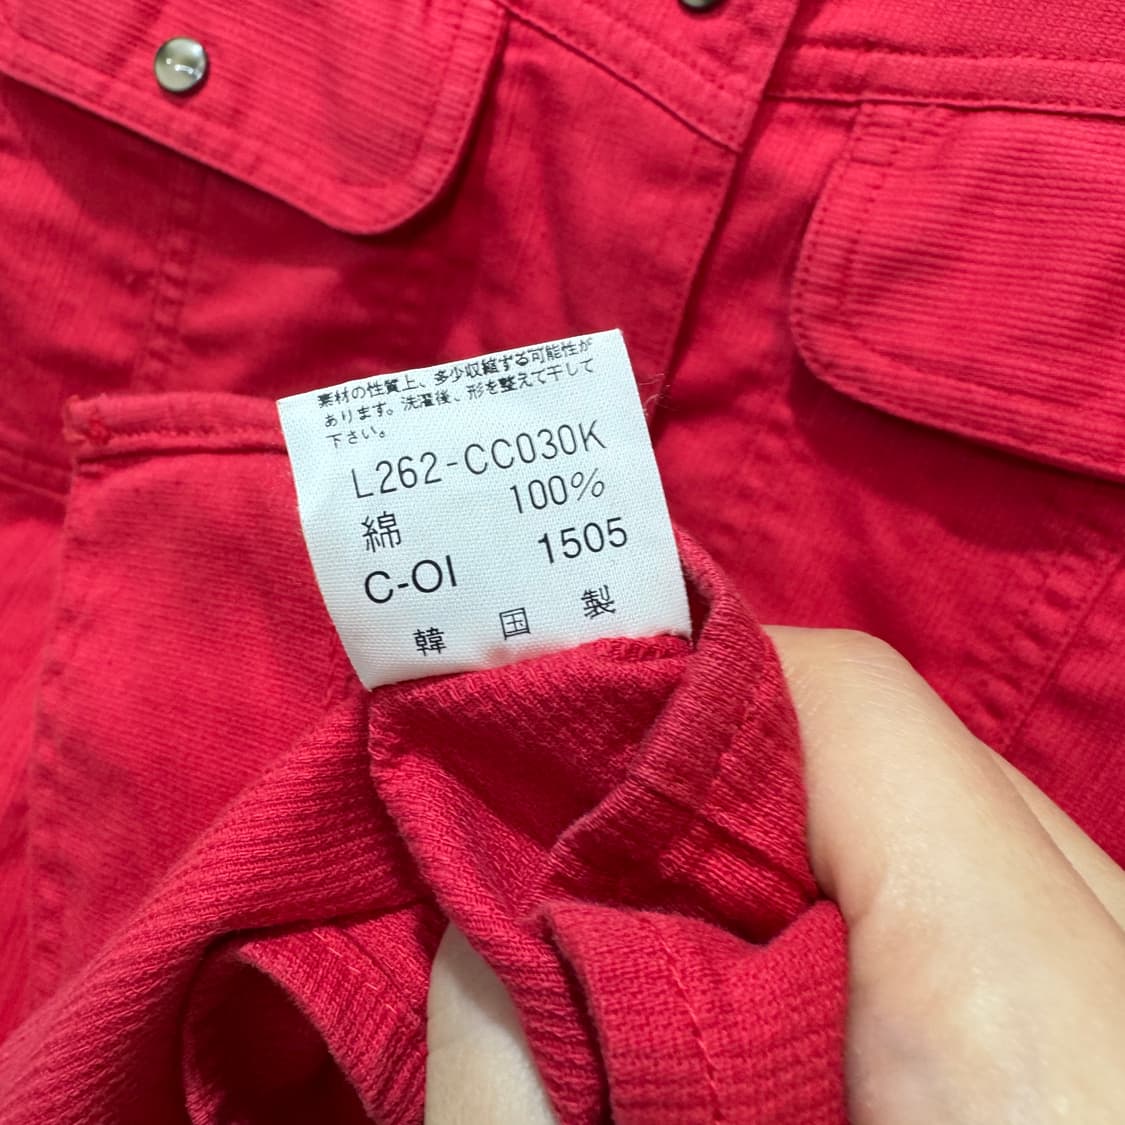 素材の性質上、多少収縮する可能性が
あります。洗濯後、形を整えて干して
下さい。
L262-CC030K
綿 100%
C-OI 1505
韓国製